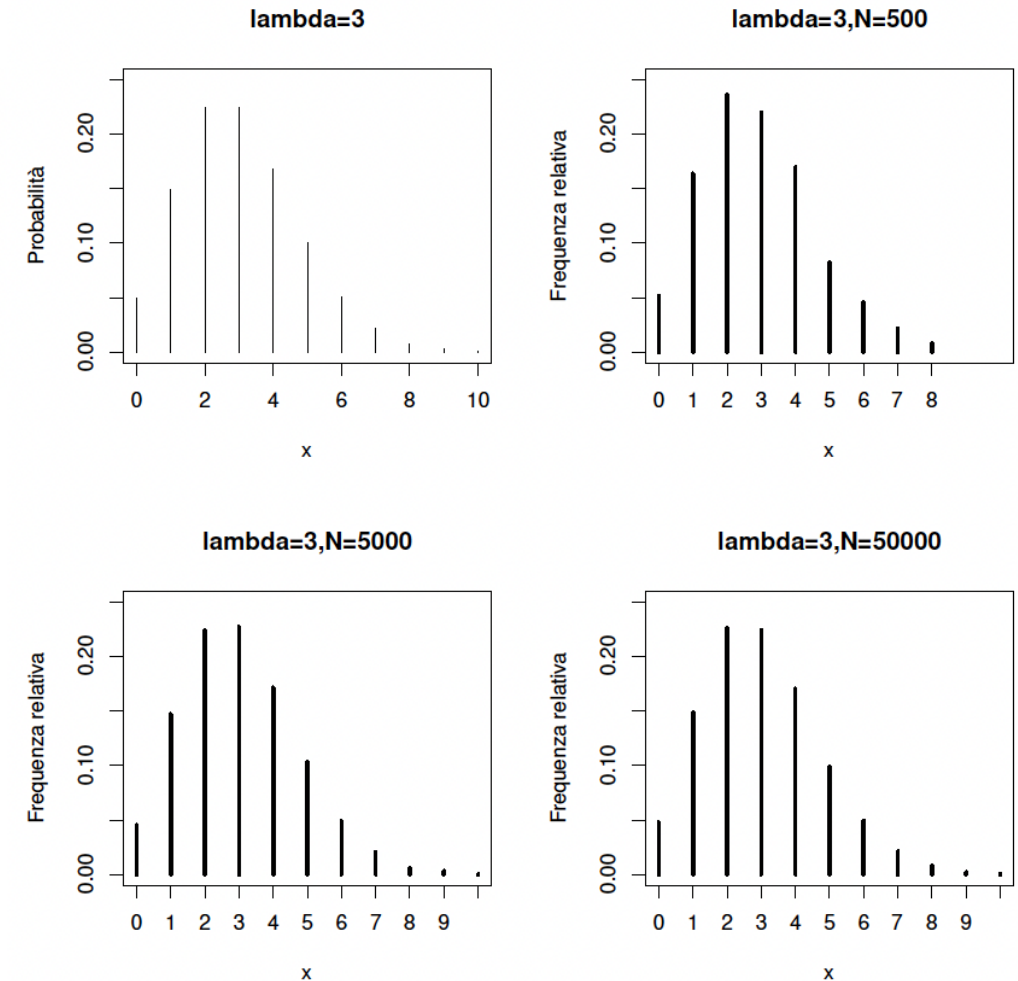 lambda=3
Probabilità
0.00 0.10 0.20
0 2 4 6 8 10
x
lambda=3,N=500
Frequenza relativa
0.00 0.10 0.20
0 1 2 3 4 5 6 7 8
x
lambda=3,N=5000
Frequenza relativa
0.00 0.10 0.20
0 1 2 3 4 5 6 7 8 9
x
lambda=3,N=50000
Frequenza relativa
0.00 0.10 0.20
0 1 2 3 4 5 6 7 8 9
x